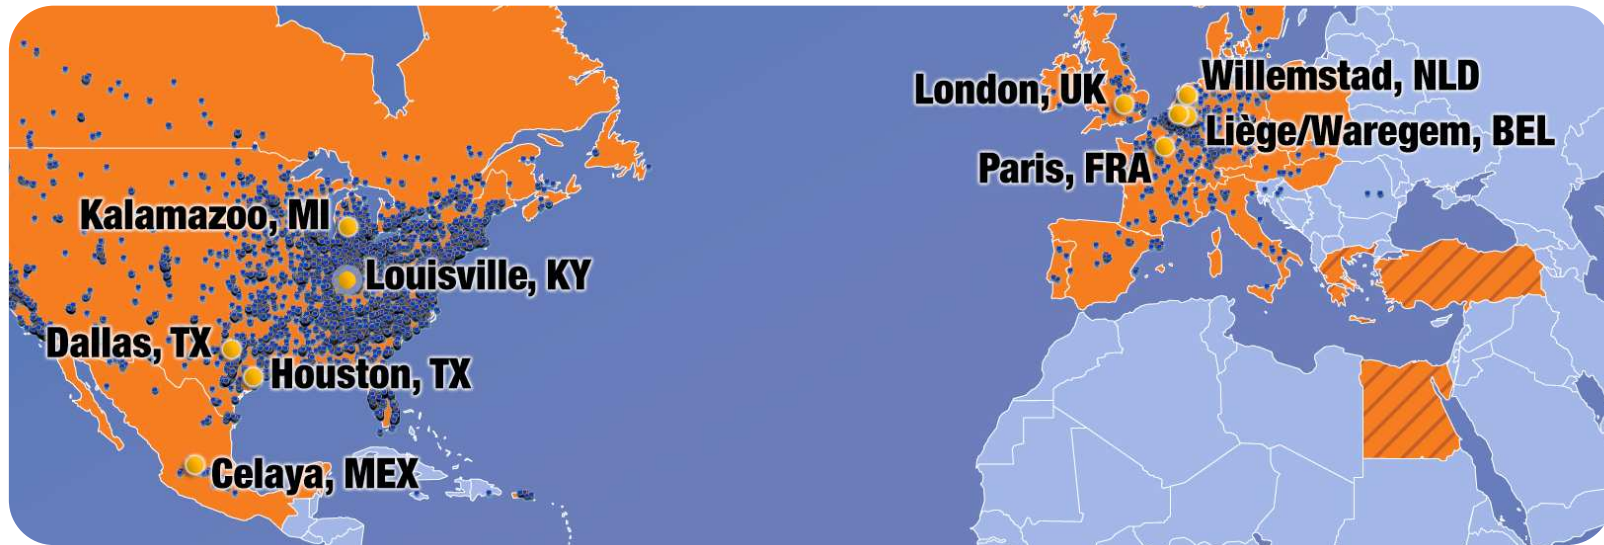 London, UK
Willemstad, NLD
Liège/Waregem, BEL
Paris, FRA
Kalamazoo, MI
Louisville, KY
Dallas, TX
Houston, TX
Celaya, MEX